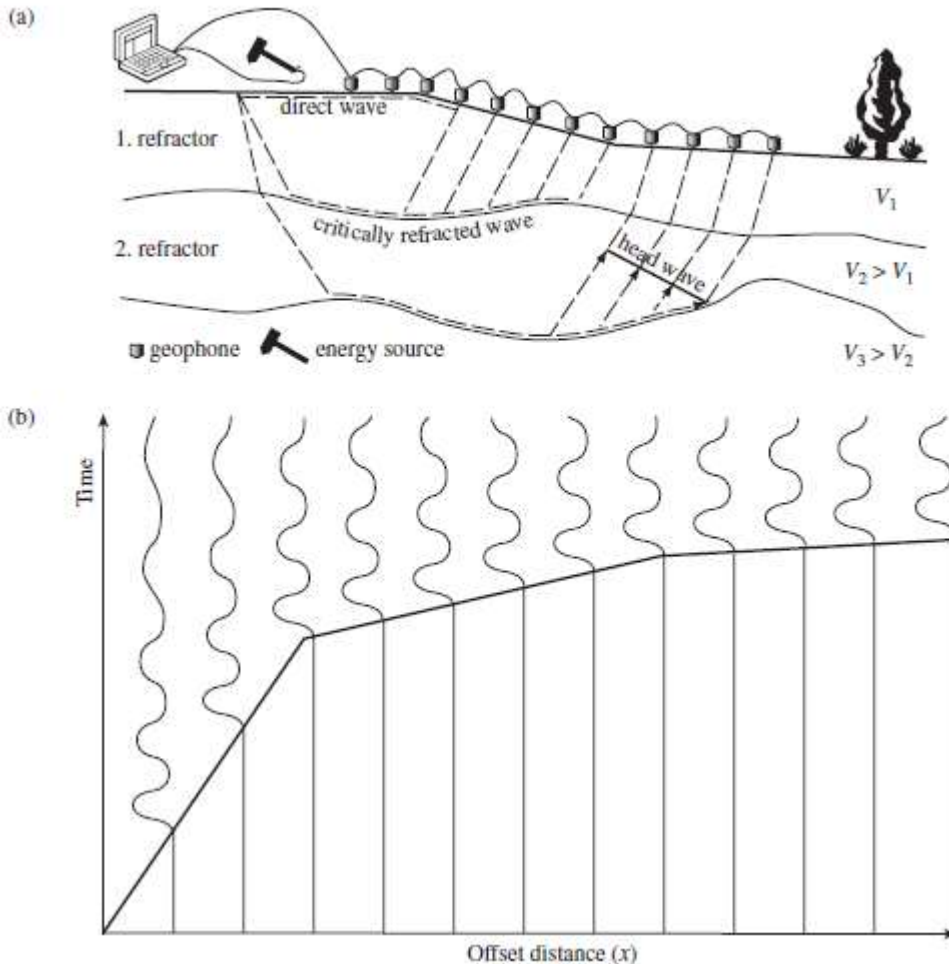 (a)
direct wave
1. refractor
V₁
critically refracted wave
2. refractor
head wave
V₂ > V₁
geophone
energy source
V₃ > V₂
(b)
Time
Offset distance (x)